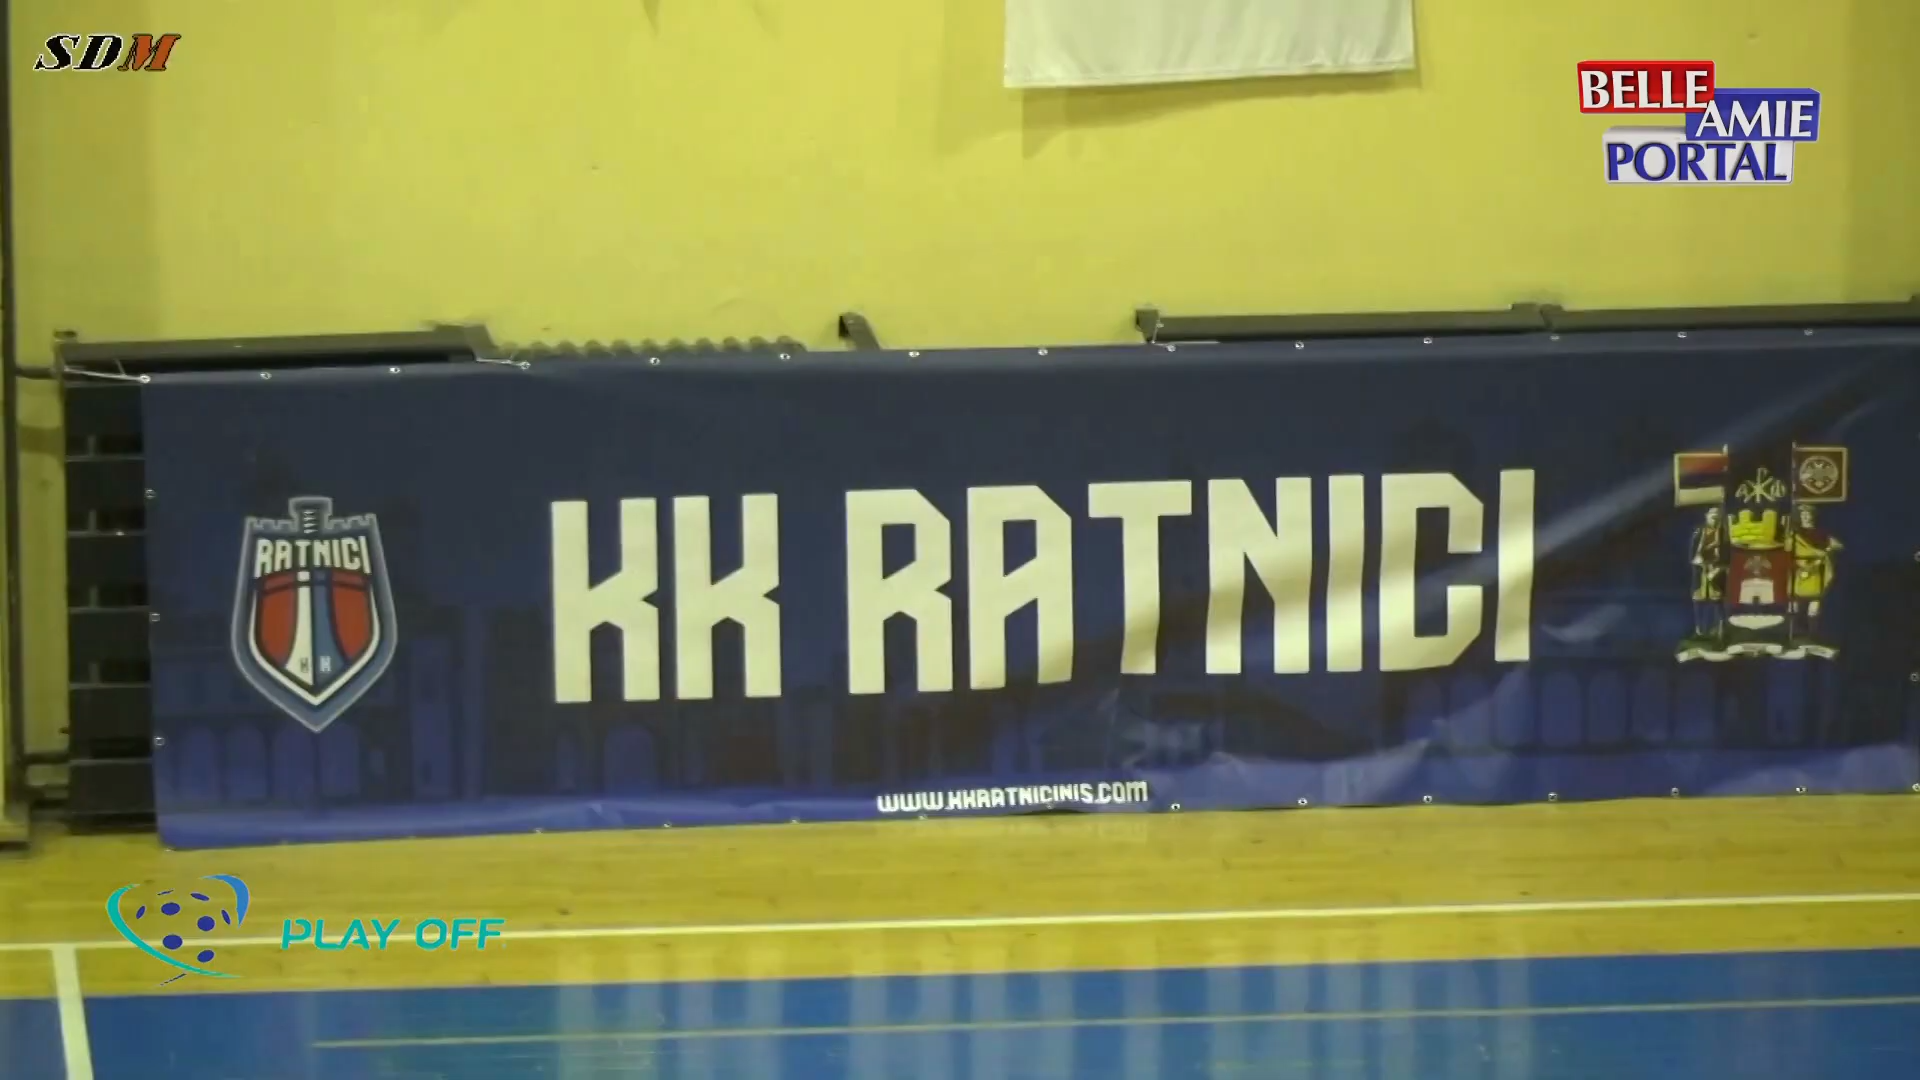 SDM
BELLE
AMIE
PORTAL
RATNICI
KK RATNICI
WWW.KKRATNICINIS.COM
PLAY OFF